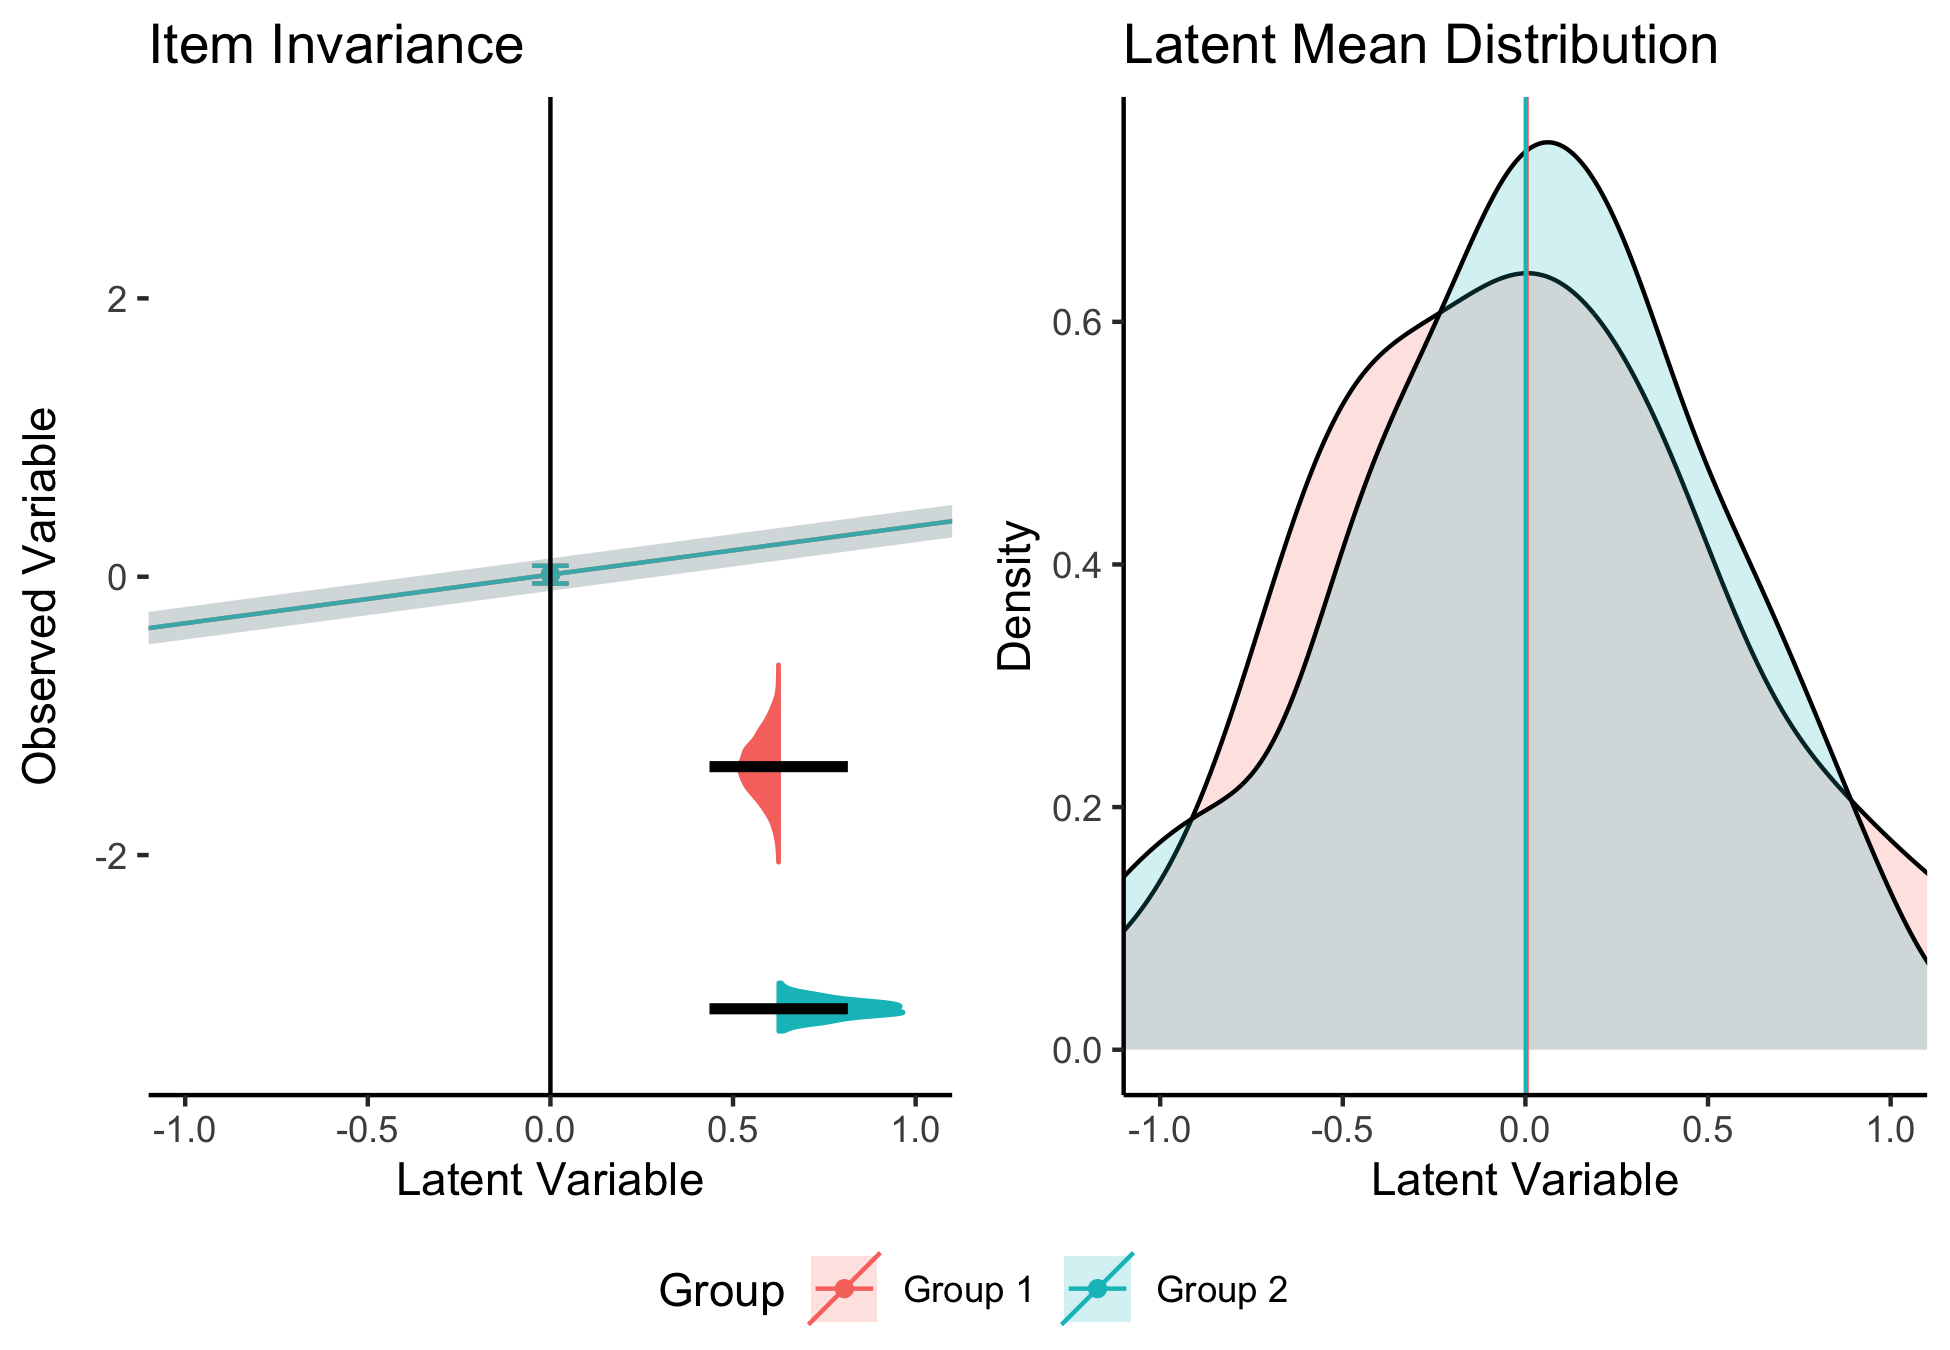 Item Invariance
Observed Variable
2
0
-2
-1.0 -0.5 0.0 0.5 1.0
Latent Variable
Latent Mean Distribution
Density
0.6
0.4
0.2
0.0
-1.0 -0.5 0.0 0.5 1.0
Latent Variable
Group Group 1 Group 2